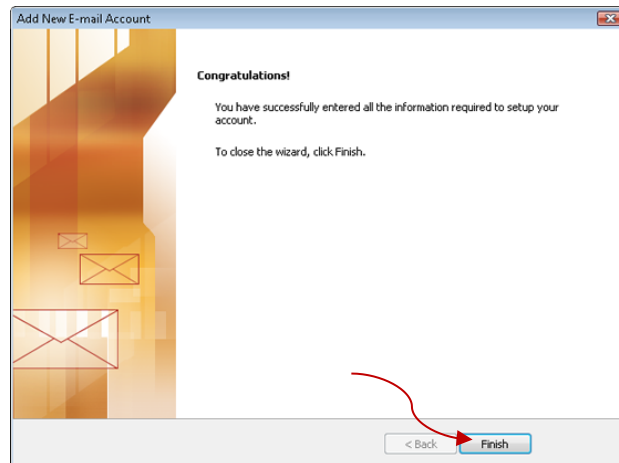 Add New E-mail Account
Congratulations!
You have successfully entered all the information required to setup your
account.
To close the wizard, click Finish.
< Back
Finish